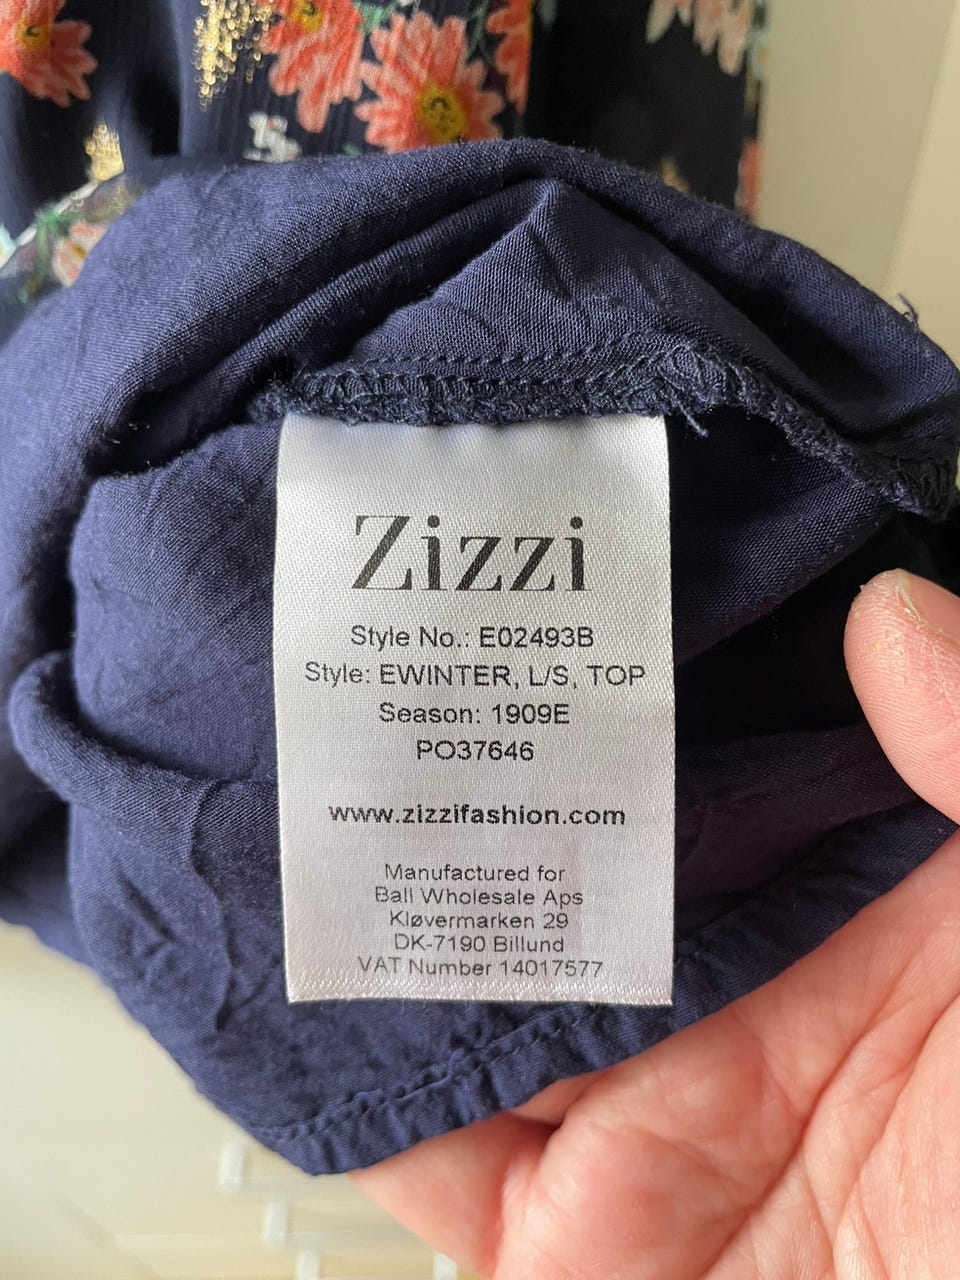 Zizzi
Style No.: E02493B
Style: EWINTER, L/S, TOP
Season: 1909E
PO37646
www.zizzifashion.com
Manufactured for
Ball Wholesale Aps
Kløvermarken 29
DK-7190 Billund
VAT Number 14017577